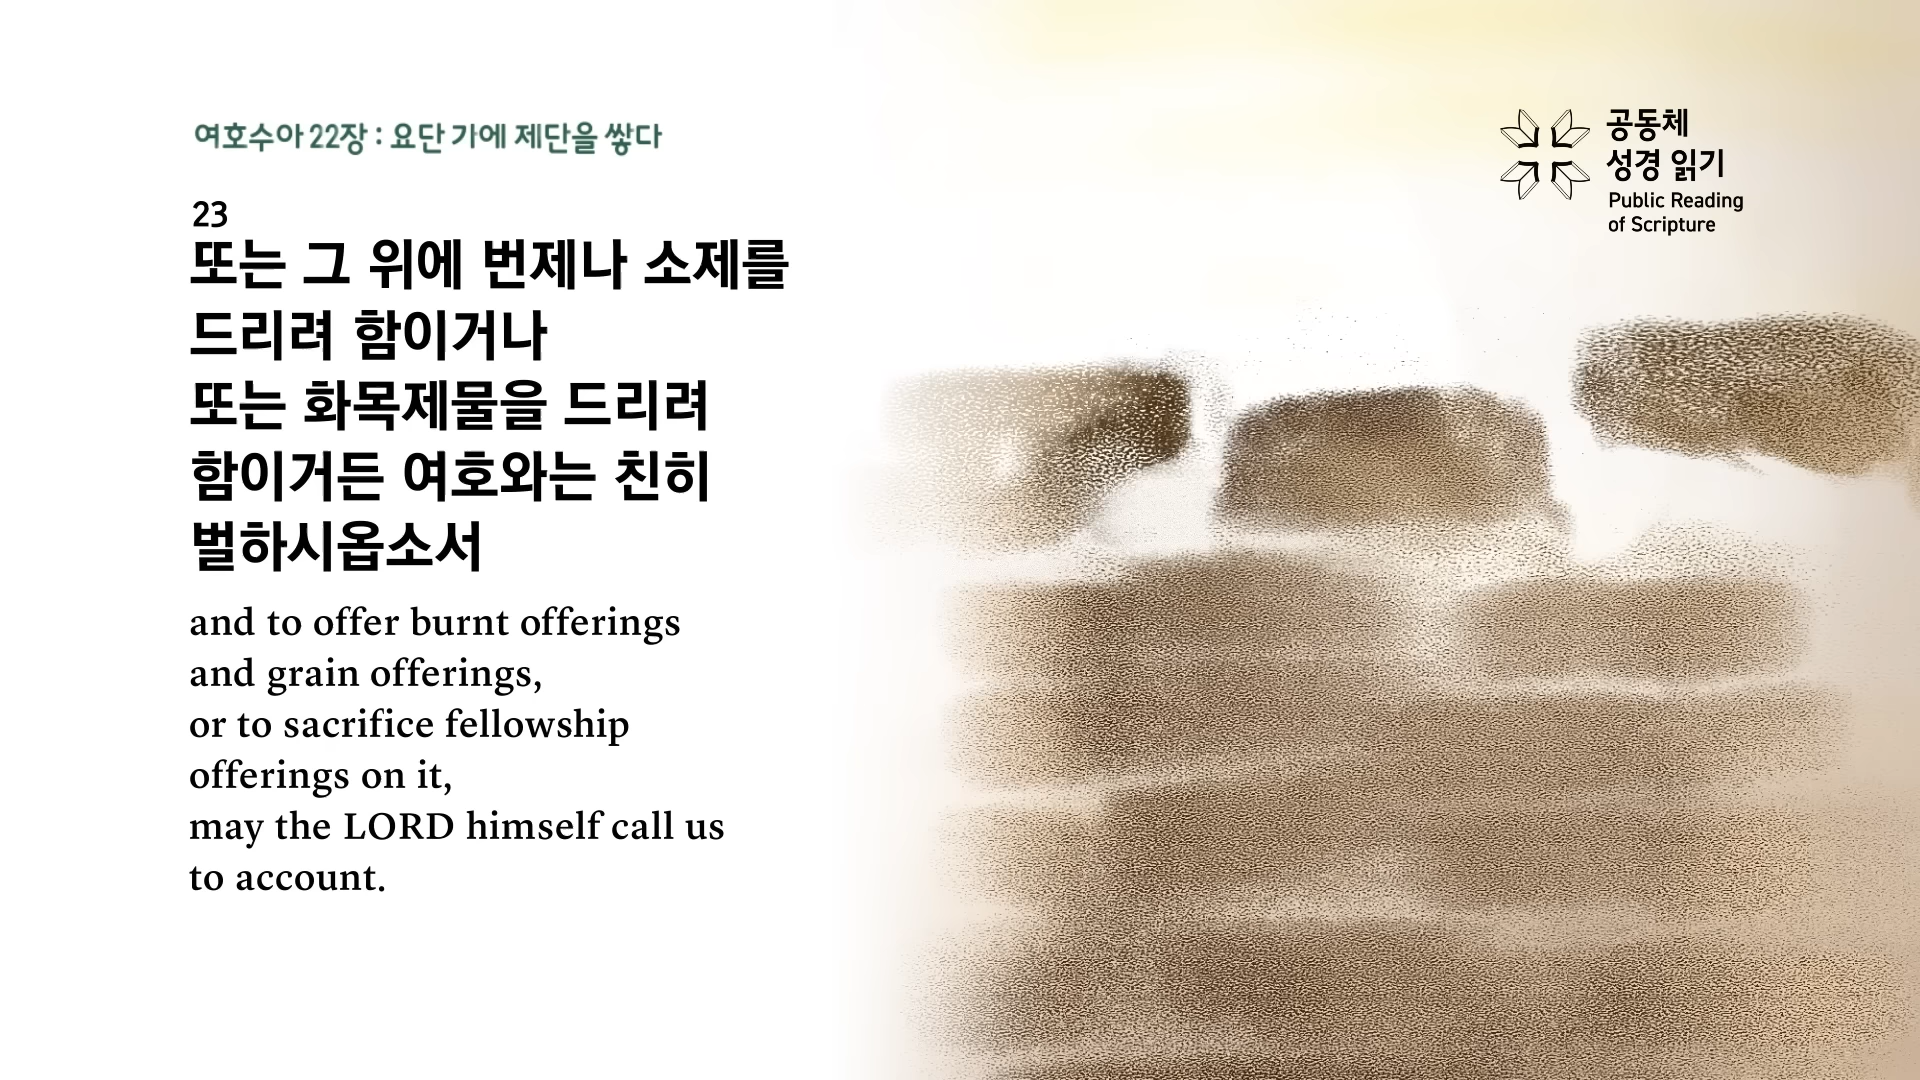 여호수아 22장 : 요단 가에 제단을 쌓다
23
또는 그 위에 번제나 소제를
드리려 함이거나
또는 화목제물을 드리려
함이거든 여호와는 친히
벌하시옵소서
and to offer burnt offerings
and grain offerings,
or to sacrifice fellowship
offerings on it,
may the LORD himself call us
to account.
공동체
성경 읽기
Public Reading
of Scripture